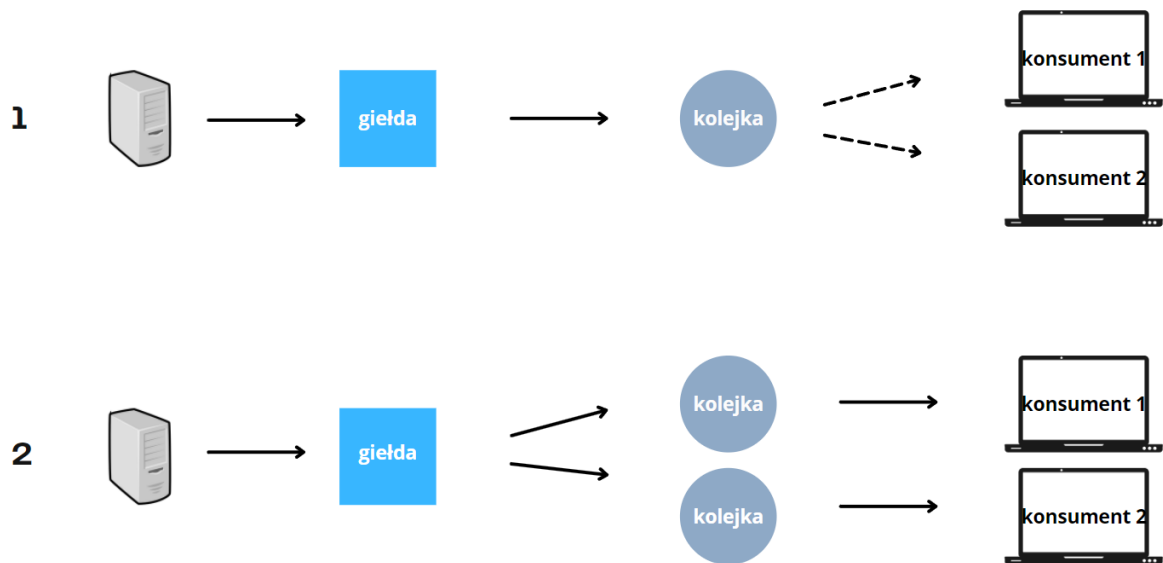 1
giełda
kolejka
konsument 1
konsument 2
2
giełda
kolejka
konsument 1
kolejka
konsument 2